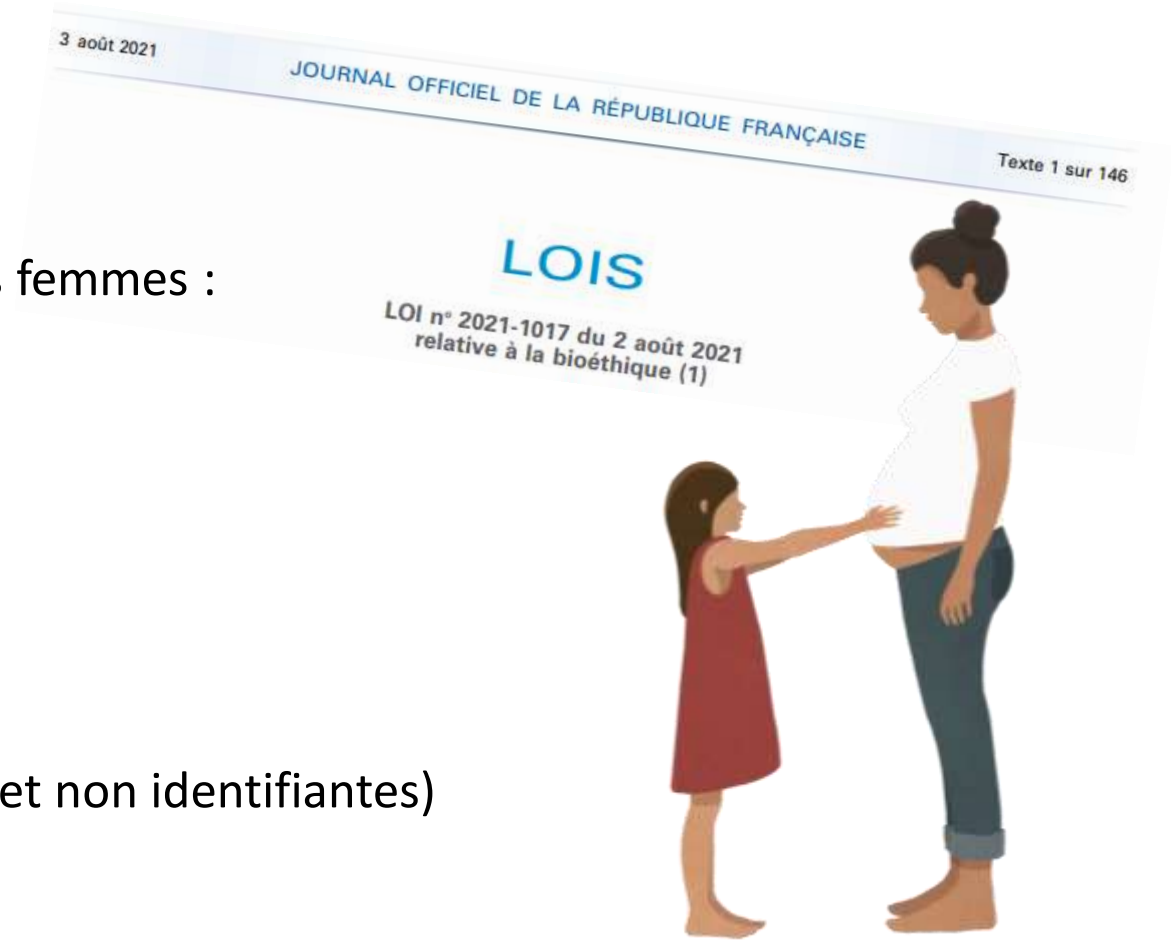 3 août 2021
JOURNAL OFFICIEL DE LA RÉPUBLIQUE FRANÇAISE
Texte 1 sur 146
LOIS
femmes :
LOI n° 2021-1017 du 2 août 2021
relative à la bioéthique (1)
et non identifiantes)